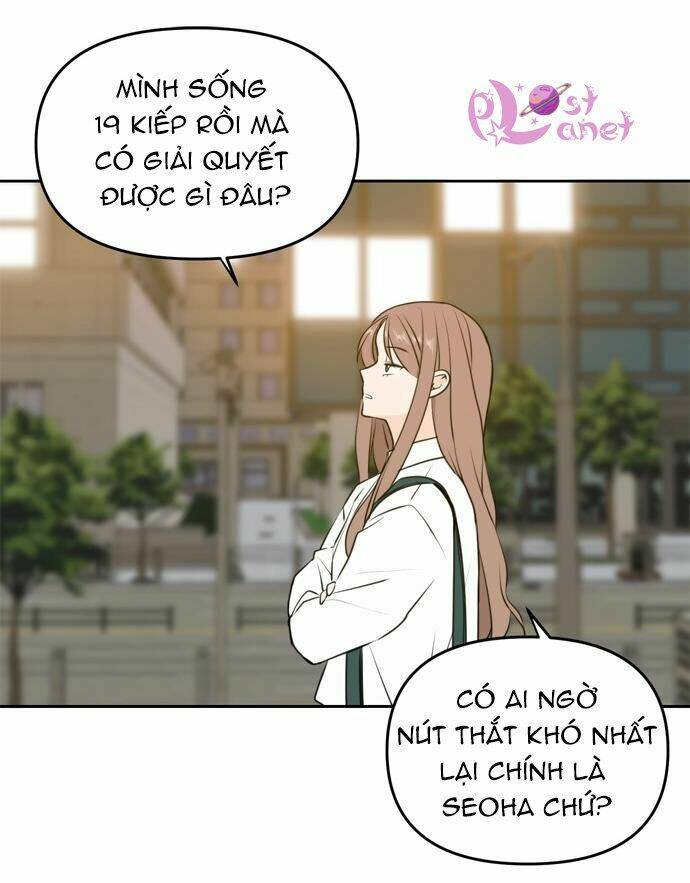 MÌNH SỐNG
19 KIẾP RỒI MÀ
CÓ GIẢI QUYẾT
ĐƯỢC GÌ ĐÂU?
Lost
Planet
CÓ AI NGỜ
NÚT THẮT KHÓ NHẤT
LẠI CHÍNH LÀ
SEOHA CHỨ?